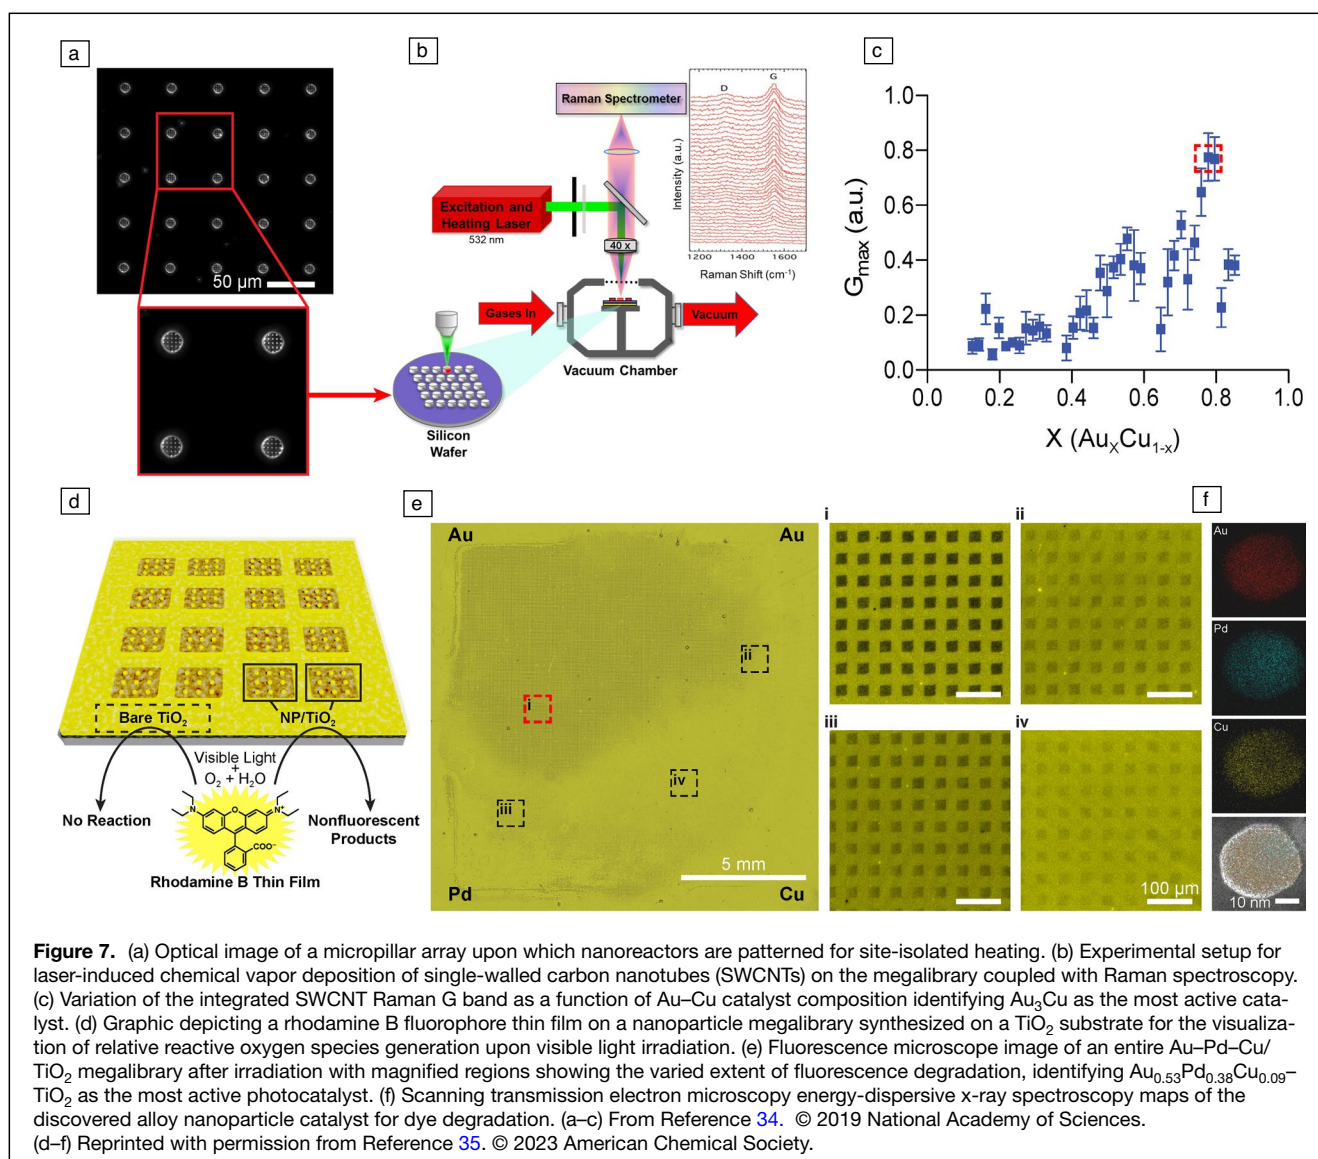 a
50 µm
b
Raman Spectrometer
Excitation and
Heating Laser
532 nm
40 x
Gases In
Vacuum
Vacuum Chamber
Silicon
Wafer
D
G
Intensity (a.u.)
1200 1400 1600
Raman Shift (cm⁻¹)
c
1.0
0.8
0.6
0.4
0.2
0.0
G_max (a.u.)
0.0 0.2 0.4 0.6 0.8 1.0
X (Au_XCu_1-x)
d
Bare TiO₂
NP/TiO₂
Visible Light
+
O₂ + H₂O
No Reaction
Nonfluorescent
Products
N
O
N⁺
COO⁻
Rhodamine B Thin Film
e
Au Au
ii
i
iv
iii
5 mm
Pd Cu
i
ii
iii
iv
100 µm
f
Au
Pd
Cu
10 nm
Figure 7. (a) Optical image of a micropillar array upon which nanoreactors are patterned for site-isolated heating. (b) Experimental setup for
laser-induced chemical vapor deposition of single-walled carbon nanotubes (SWCNTs) on the megalibrary coupled with Raman spectroscopy.
(c) Variation of the integrated SWCNT Raman G band as a function of Au–Cu catalyst composition identifying Au₃Cu as the most active cata-
lyst. (d) Graphic depicting a rhodamine B fluorophore thin film on a nanoparticle megalibrary synthesized on a TiO₂ substrate for the visualiza-
tion of relative reactive oxygen species generation upon visible light irradiation. (e) Fluorescence microscope image of an entire Au–Pd–Cu/
TiO₂ megalibrary after irradiation with magnified regions showing the varied extent of fluorescence degradation, identifying Au₀.₅₃Pd₀.₃₈Cu₀.₀₉–
TiO₂ as the most active photocatalyst. (f) Scanning transmission electron microscopy energy-dispersive x-ray spectroscopy maps of the
discovered alloy nanoparticle catalyst for dye degradation. (a–c) From Reference 34. © 2019 National Academy of Sciences.
(d–f) Reprinted with permission from Reference 35. © 2023 American Chemical Society.